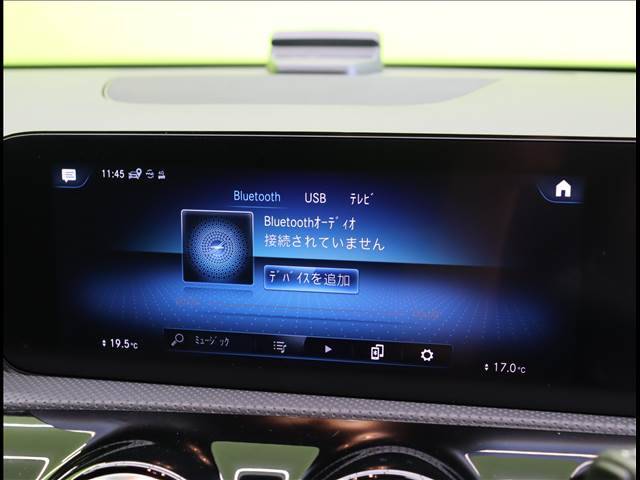 11:45 4G
Bluetooth USB ﾃﾚﾋﾞ
Bluetoothｵｰﾃﾞｨｵ
接続されていません
ﾃﾞﾊﾞｲｽを追加
ﾐｭｰｼﾞｯｸ
19.5℃
17.0℃